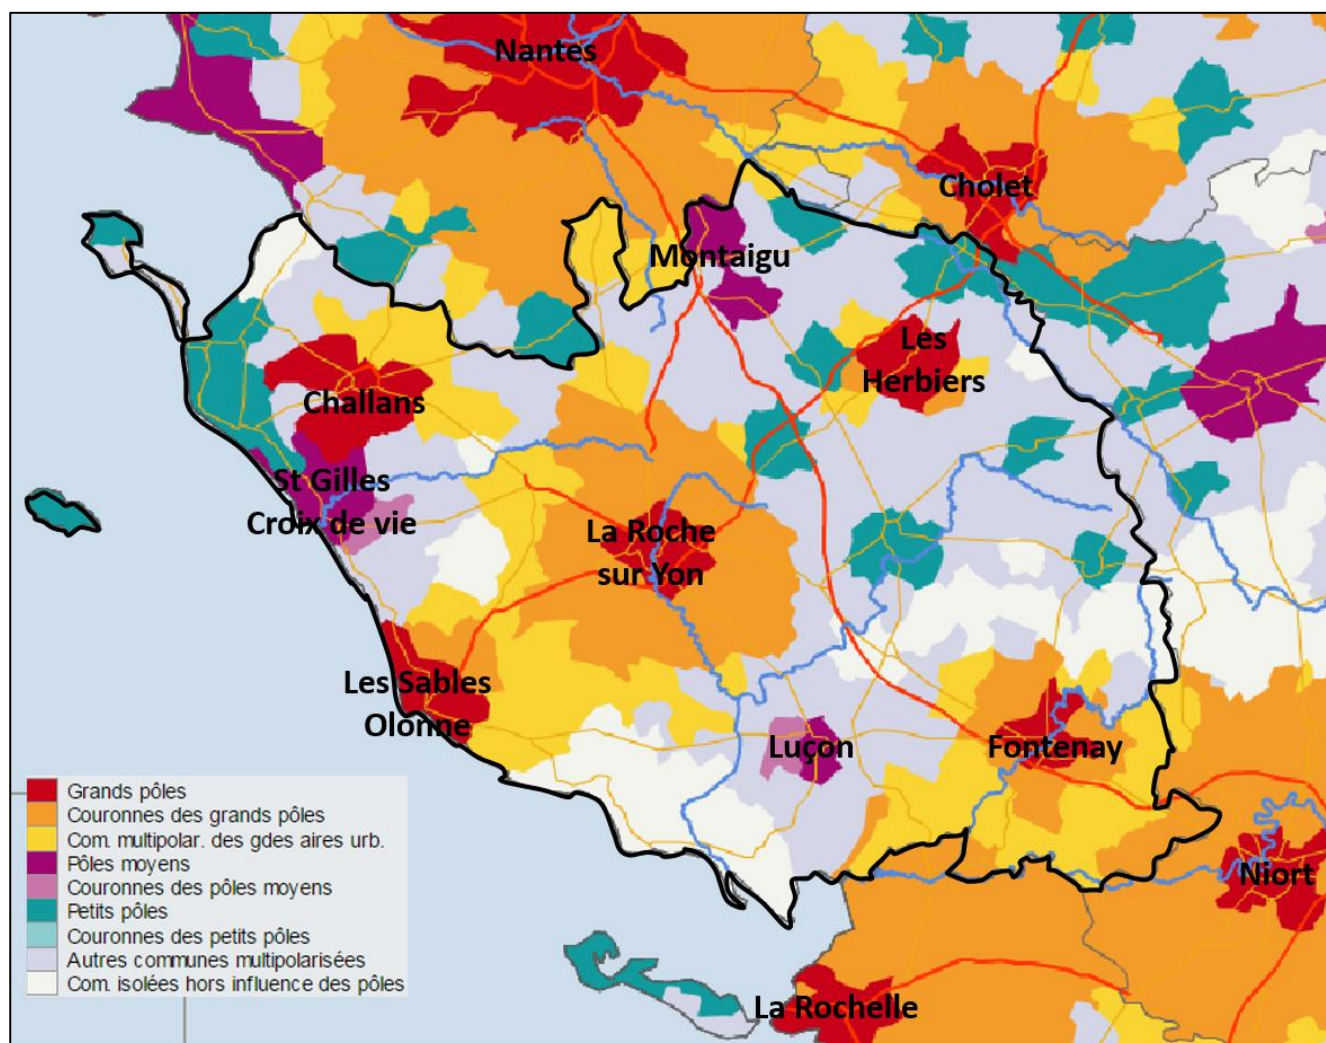 Nantes
Cholet
Montaigu
Les
Herbiers
Challans
St Gilles
Croix de vie
La Roche
sur Yon
Les Sables
Olonne
Luçon
Fontenay
Niort
La Rochelle
Grands pôles
Couronnes des grands pôles
Com. multipolar. des gdes aires urb.
Pôles moyens
Couronnes des pôles moyens
Petits pôles
Couronnes des petits pôles
Autres communes multipolarisées
Com. isolées hors influence des pôles